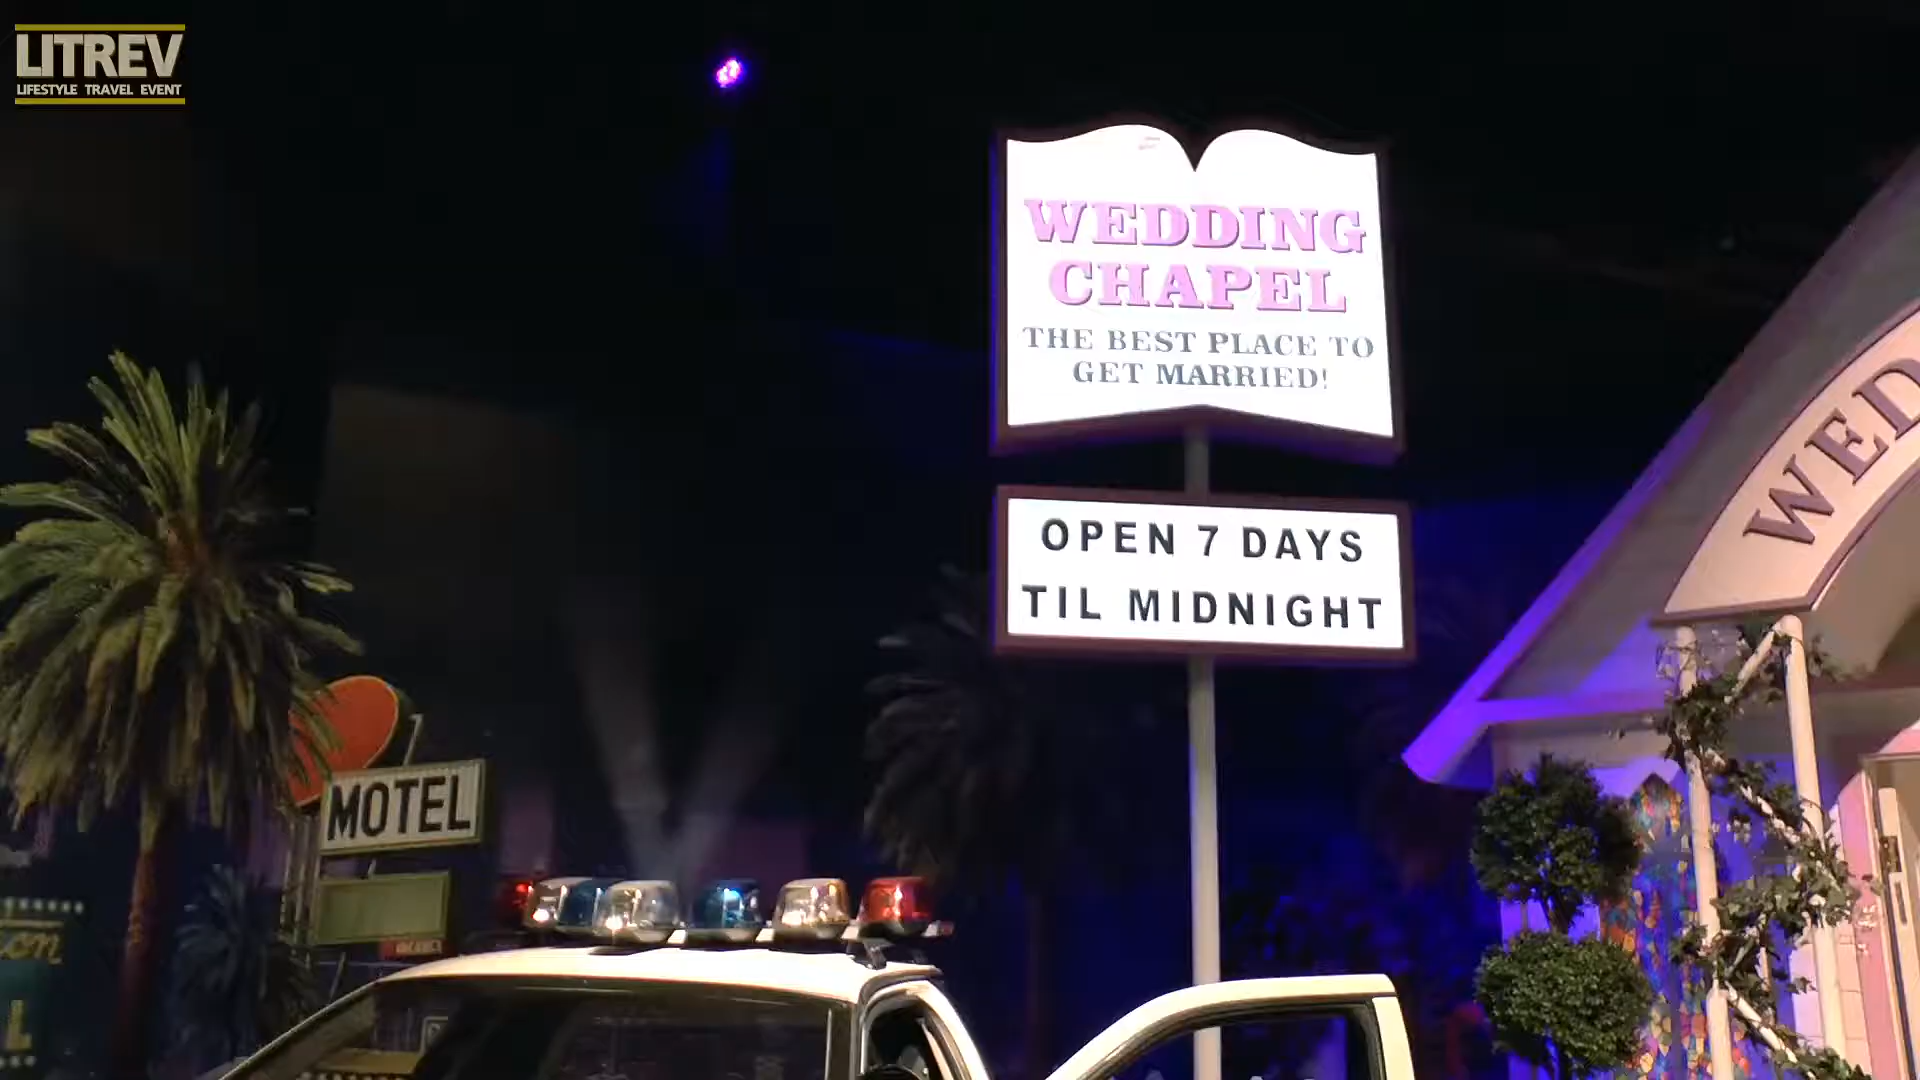 LITREV
LIFESTYLE TRAVEL EVENT
WEDDING
CHAPEL
THE BEST PLACE TO
GET MARRIED!
OPEN 7 DAYS
TIL MIDNIGHT
WED
MOTEL